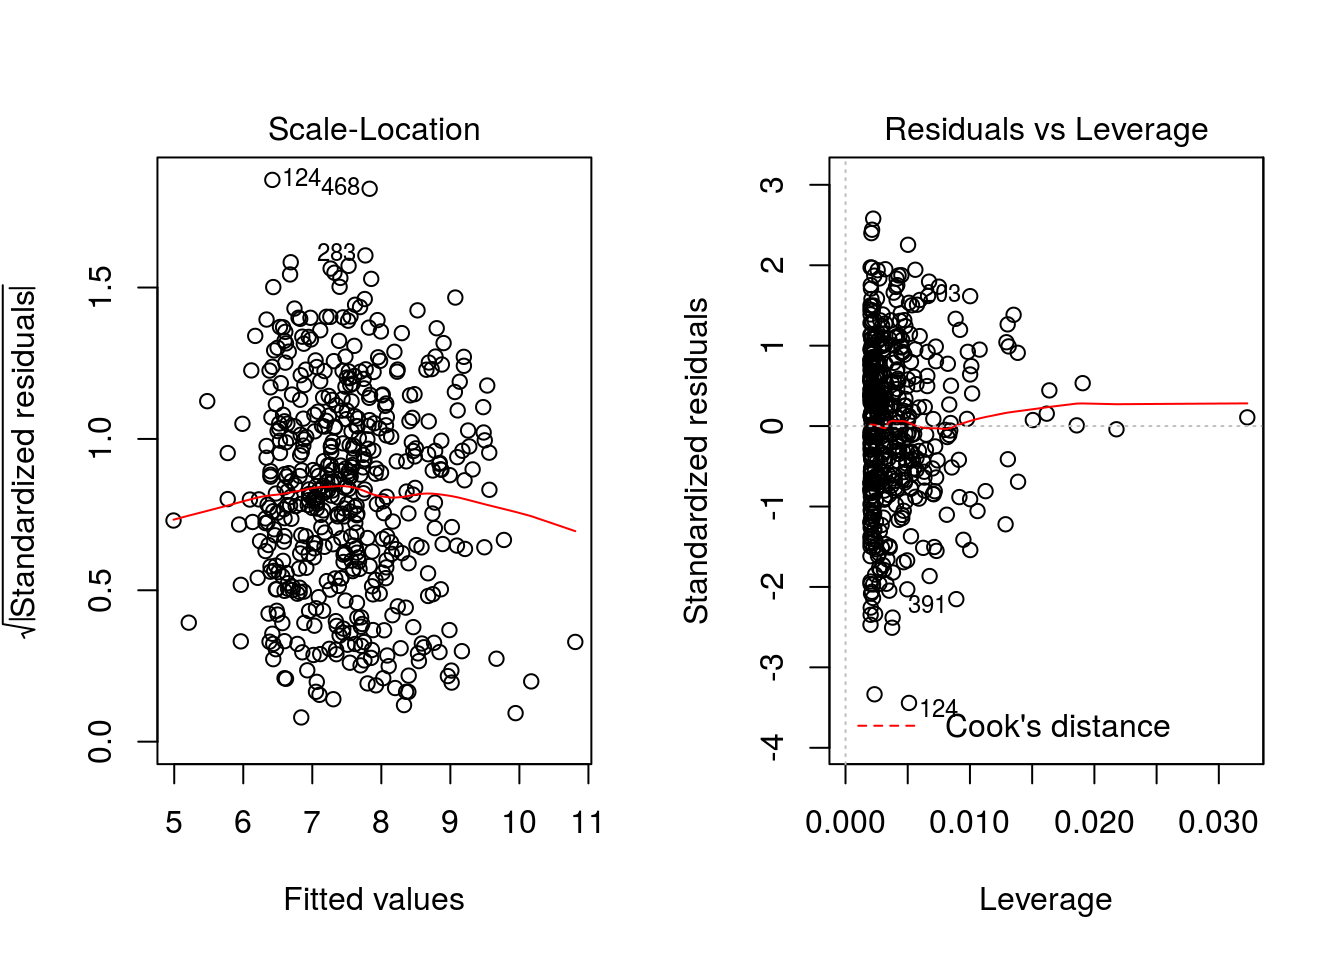 Scale-Location
√|Standardized residuals|
0.0 0.5 1.0 1.5
124
468
283
5 6 7 8 9 10 11
Fitted values
Residuals vs Leverage
Standardized residuals
-4 -3 -2 -1 0 1 2 3
391
124
Cook's distance
0.000 0.010 0.020 0.030
Leverage